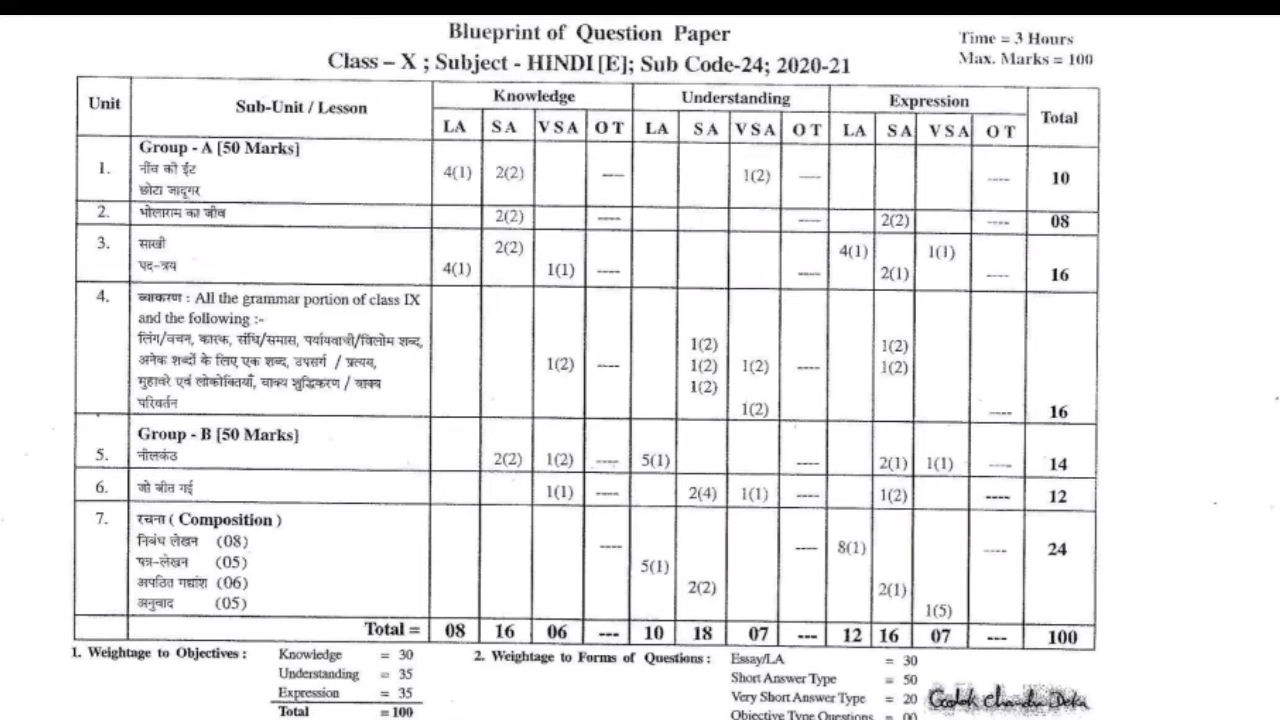 Blueprint of Question Paper
Time = 3 Hours
Class – X ; Subject - HINDI [E]; Sub Code-24; 2020-21
Max. Marks = 100
Unit Sub-Unit / Lesson Knowledge Understanding Expression Total
LA SA VSA OT LA SA VSA OT LA SA VSA OT
Group - A [50 Marks]
1. नींव की ईंट 4(1) 2(2) ---- 1(2) ---- ---- 10
छोटा जादूगर
2. भोलाराम का जीव 2(2) ---- ---- 2(2) ---- 08
3. साखी 2(2) 4(1) 1(1)
पद-त्रय 4(1) 1(1) ---- ---- 2(1) ---- 16
4. व्याकरण : All the grammar portion of class IX
and the following :-
लिंग/वचन, कारक, संधि/समास, पर्यायवाची/विलोम शब्द, 1(2) 1(2)
अनेक शब्दों के लिए एक शब्द, उपसर्ग / प्रत्यय, 1(2) ---- 1(2) 1(2) ---- 1(2)
मुहावरे एवं लोकोक्तियाँ, वाक्य शुद्धिकरण / वाक्य 1(2)
परिवर्तन 1(2) ---- 16
Group - B [50 Marks]
5. नीलकंठ 2(2) 1(2) ---- 5(1) ---- 2(1) 1(1) ---- 14
6. जो बीत गई 1(1) ---- 2(4) 1(1) ---- 1(2) ---- 12
7. रचना ( Composition )
निबंध लेखन (08) ---- ---- 8(1) ---- 24
पत्र-लेखन (05) 5(1)
अपठित गद्यांश (06) 2(2) 2(1)
अनुवाद (05) 1(5)
Total = 08 16 06 --- 10 18 07 --- 12 16 07 --- 100
1. Weightage to Objectives : Knowledge = 30
Understanding = 35
Expression = 35
Total = 100
2. Weightage to Forms of Questions : Essay/LA = 30
Short Answer Type = 50
Very Short Answer Type = 20
Objective Type Questions = 00
Chandra Deka